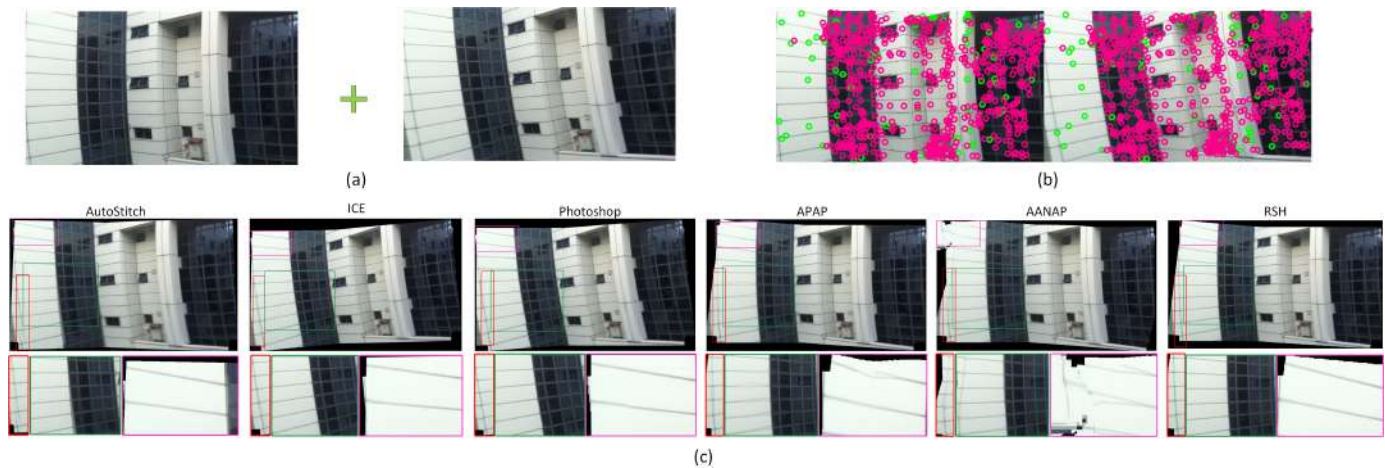 (a)
(b)
AutoStitch
ICE
Photoshop
APAP
AANAP
RSH
(c)